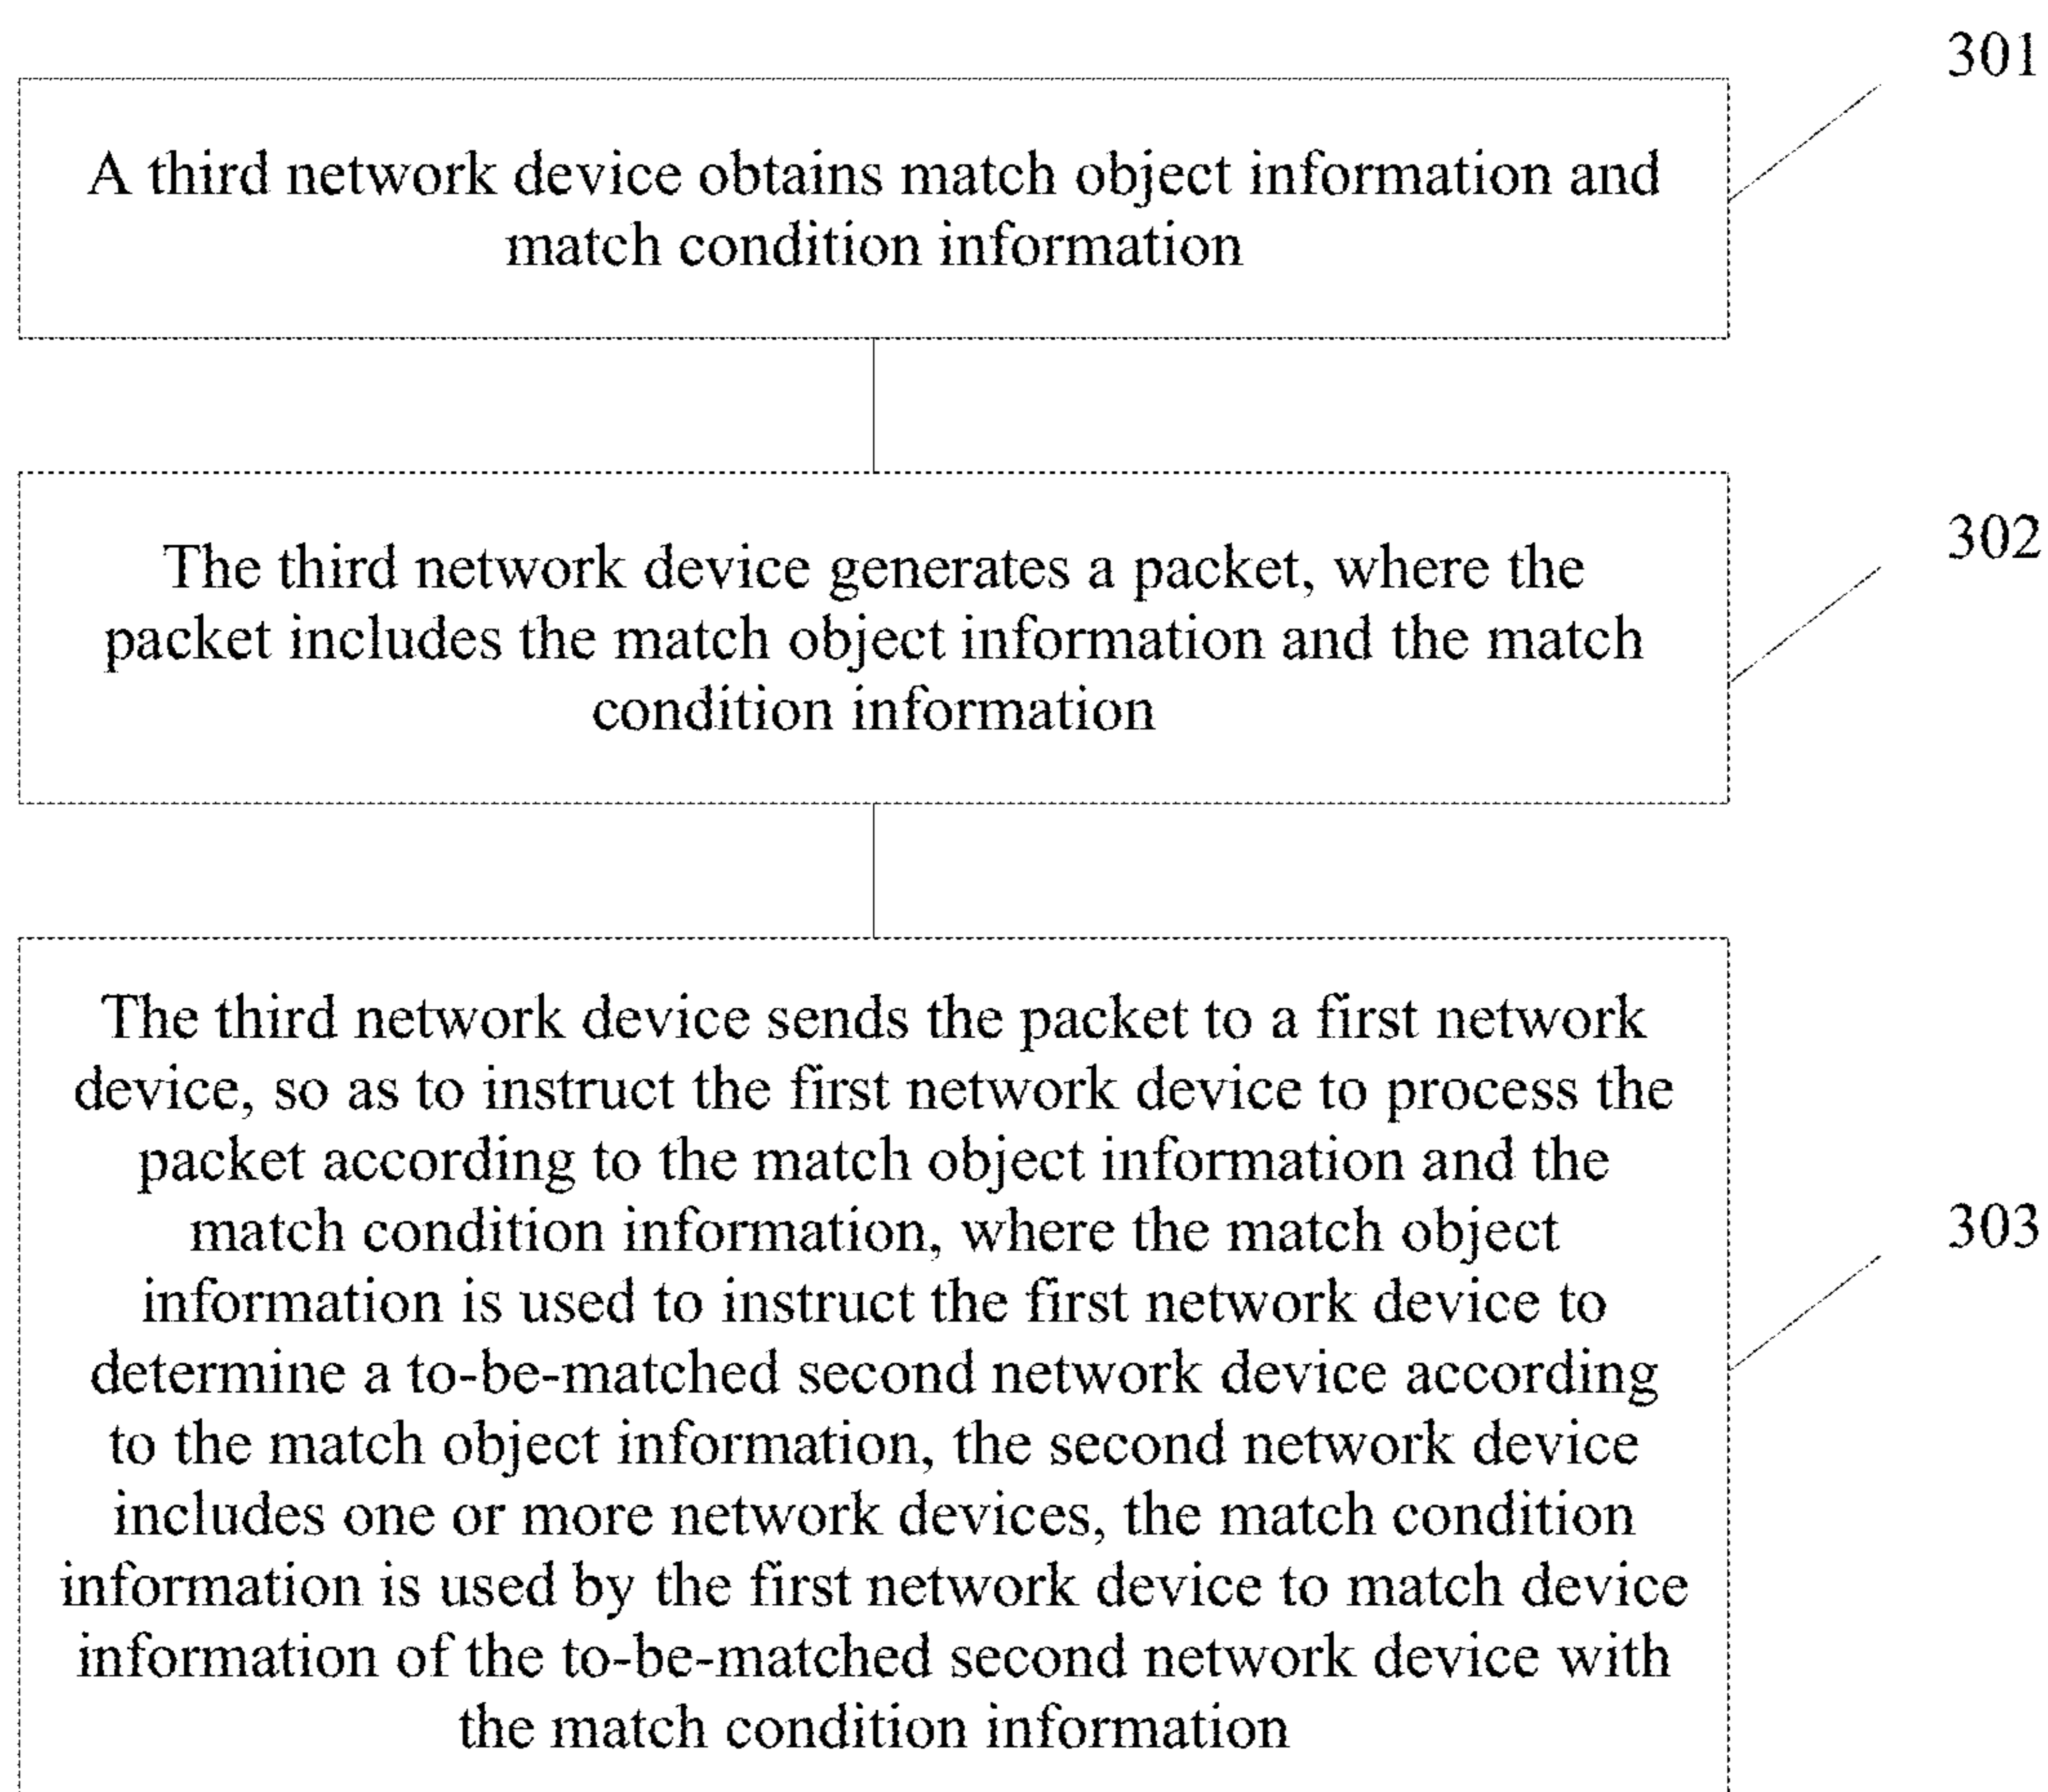 301
A third network device obtains match object information and
match condition information
302
The third network device generates a packet, where the
packet includes the match object information and the match
condition information
The third network device sends the packet to a first network
device, so as to instruct the first network device to process the
packet according to the match object information and the
match condition information, where the match object
303
information is used to instruct the first network device to
determine a to-be-matched second network device according
to the match object information, the second network device
includes one or more network devices, the match condition
information is used by the first network device to match device
information of the to-be-matched second network device with
the match condition information